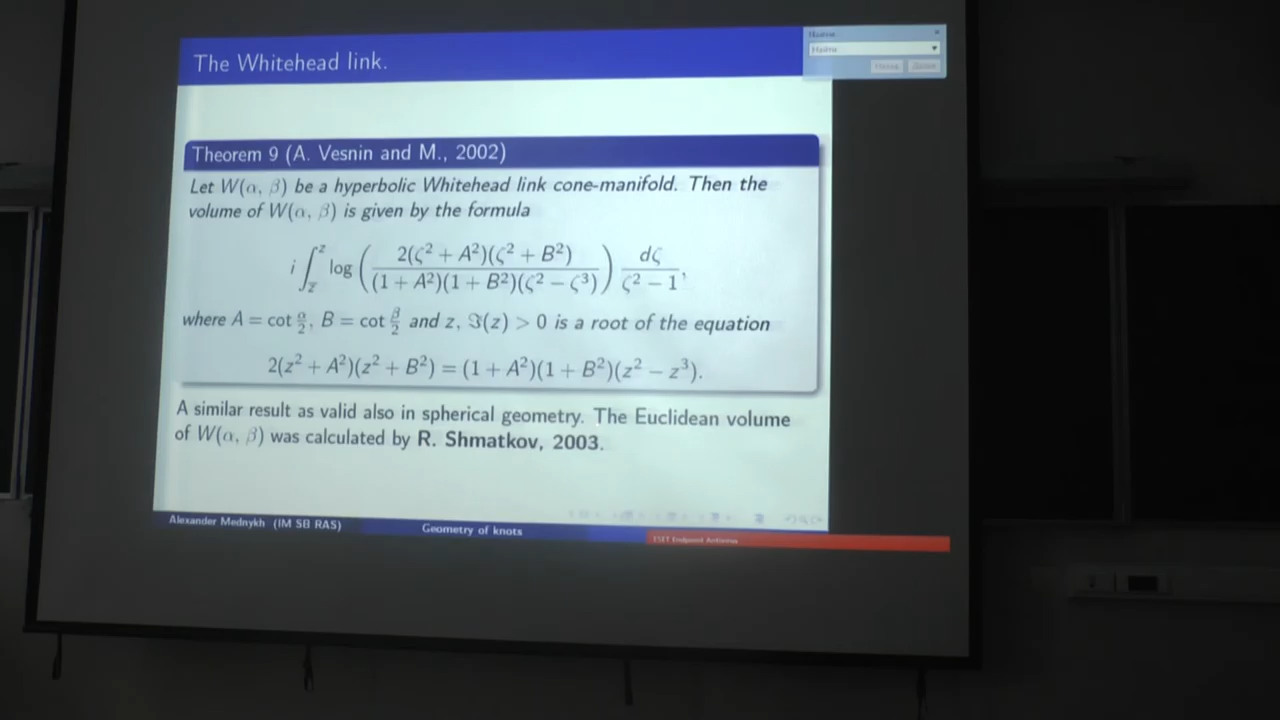 The Whitehead link.
Theorem 9 (A. Vesnin and M., 2002)
Let W(α, β) be a hyperbolic Whitehead link cone-manifold. Then the
volume of W(α, β) is given by the formula
i ∫_{z̄}^{z} log ( 2(ζ² + A²)(ζ² + B²) / (1 + A²)(1 + B²)(ζ² − ζ³) ) dζ / ζ² − 1 ,
where A = cot α/2, B = cot β/2 and z, ℑ(z) > 0 is a root of the equation
2(z² + A²)(z² + B²) = (1 + A²)(1 + B²)(z² − z³).
A similar result as valid also in spherical geometry. The Euclidean volume
of W(α, β) was calculated by R. Shmatkov, 2003.
Alexander Mednykh (IM SB RAS) Geometry of knots
ESET Endpoint Antivirus